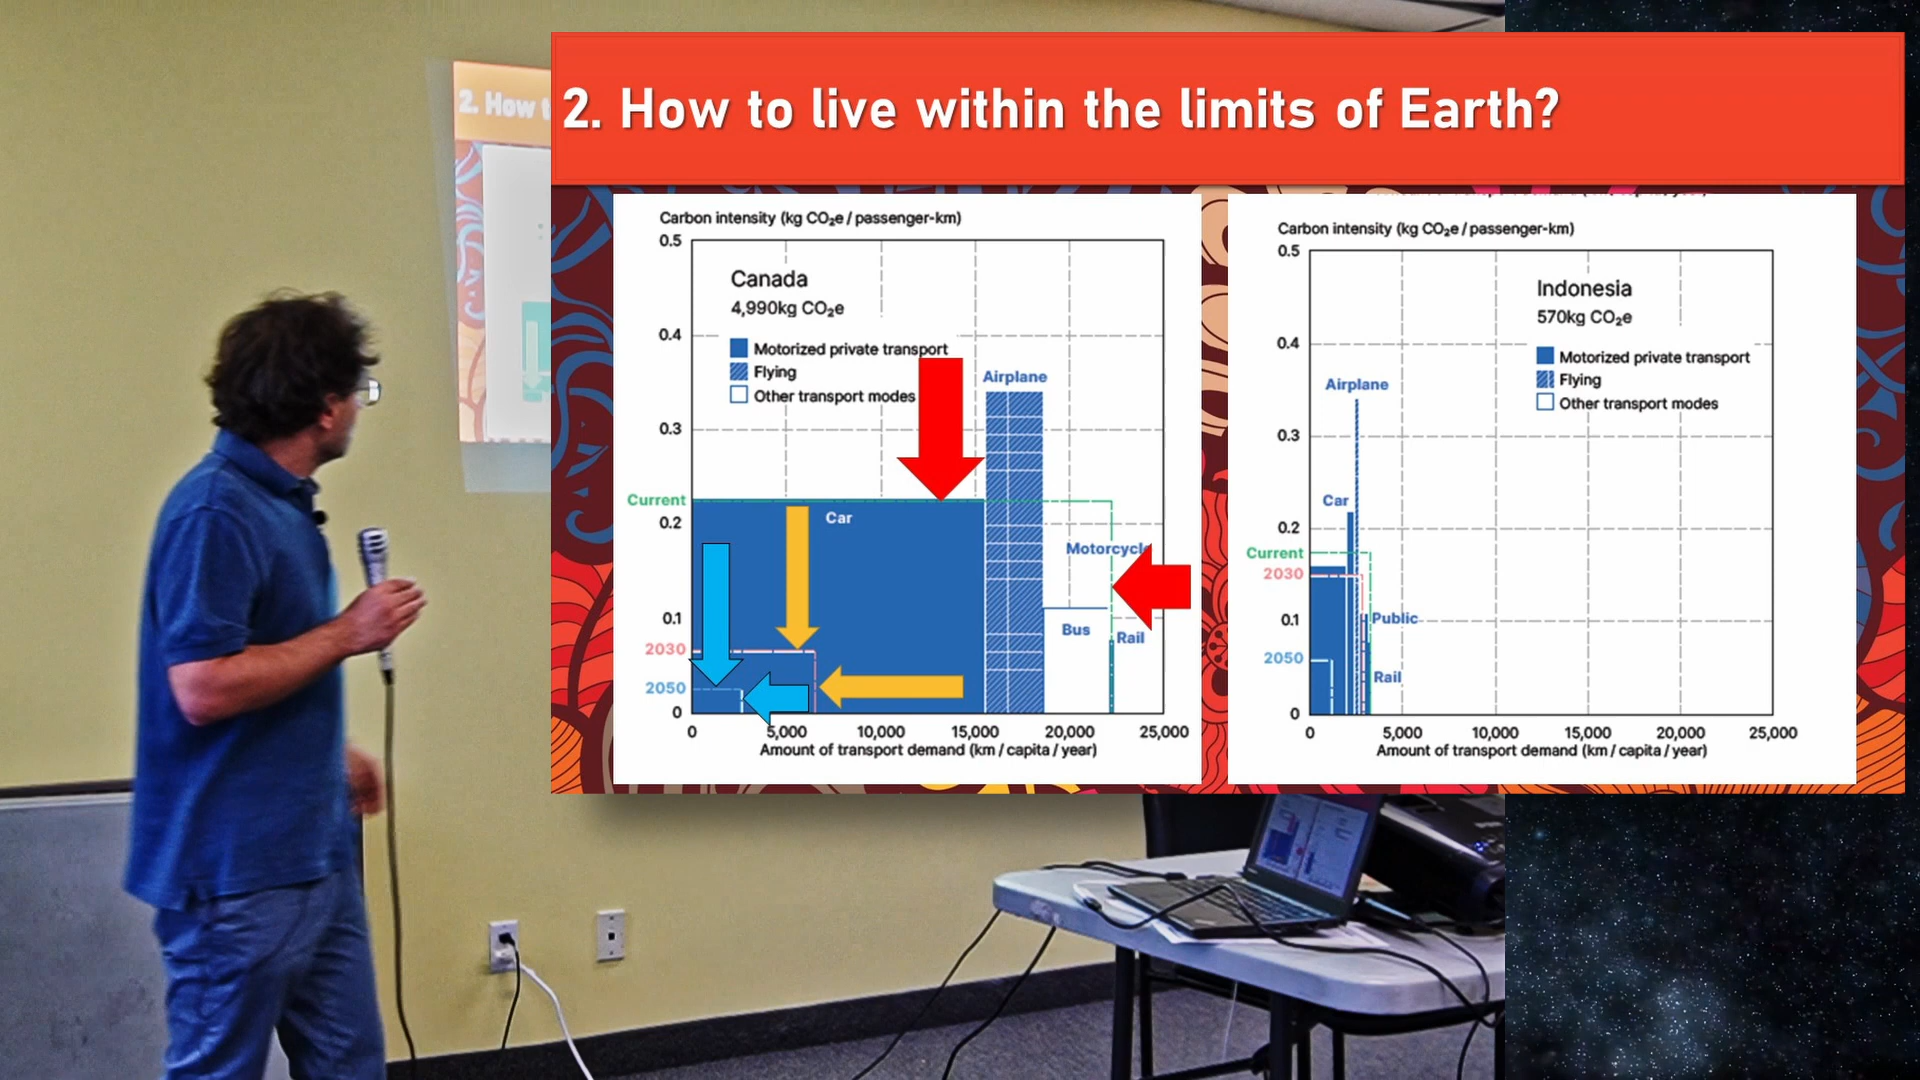 2. How t
2. How to live within the limits of Earth?
Carbon intensity (kg CO₂e / passenger-km)
0.5
Canada
4,990kg CO₂e
0.4
Motorized private transport
Flying
Other transport modes
Airplane
0.3
Current
0.2
Car
Motorcycle
0.1
Bus
Rail
2030
2050
0
0
5,000
10,000
15,000
20,000
25,000
Amount of transport demand (km / capita / year)
Carbon intensity (kg CO₂e / passenger-km)
0.5
Indonesia
570kg CO₂e
0.4
Motorized private transport
Flying
Other transport modes
Airplane
0.3
Car
0.2
Current
2030
0.1
Public
2050
Rail
0
0
5,000
10,000
15,000
20,000
25,000
Amount of transport demand (km / capita / year)